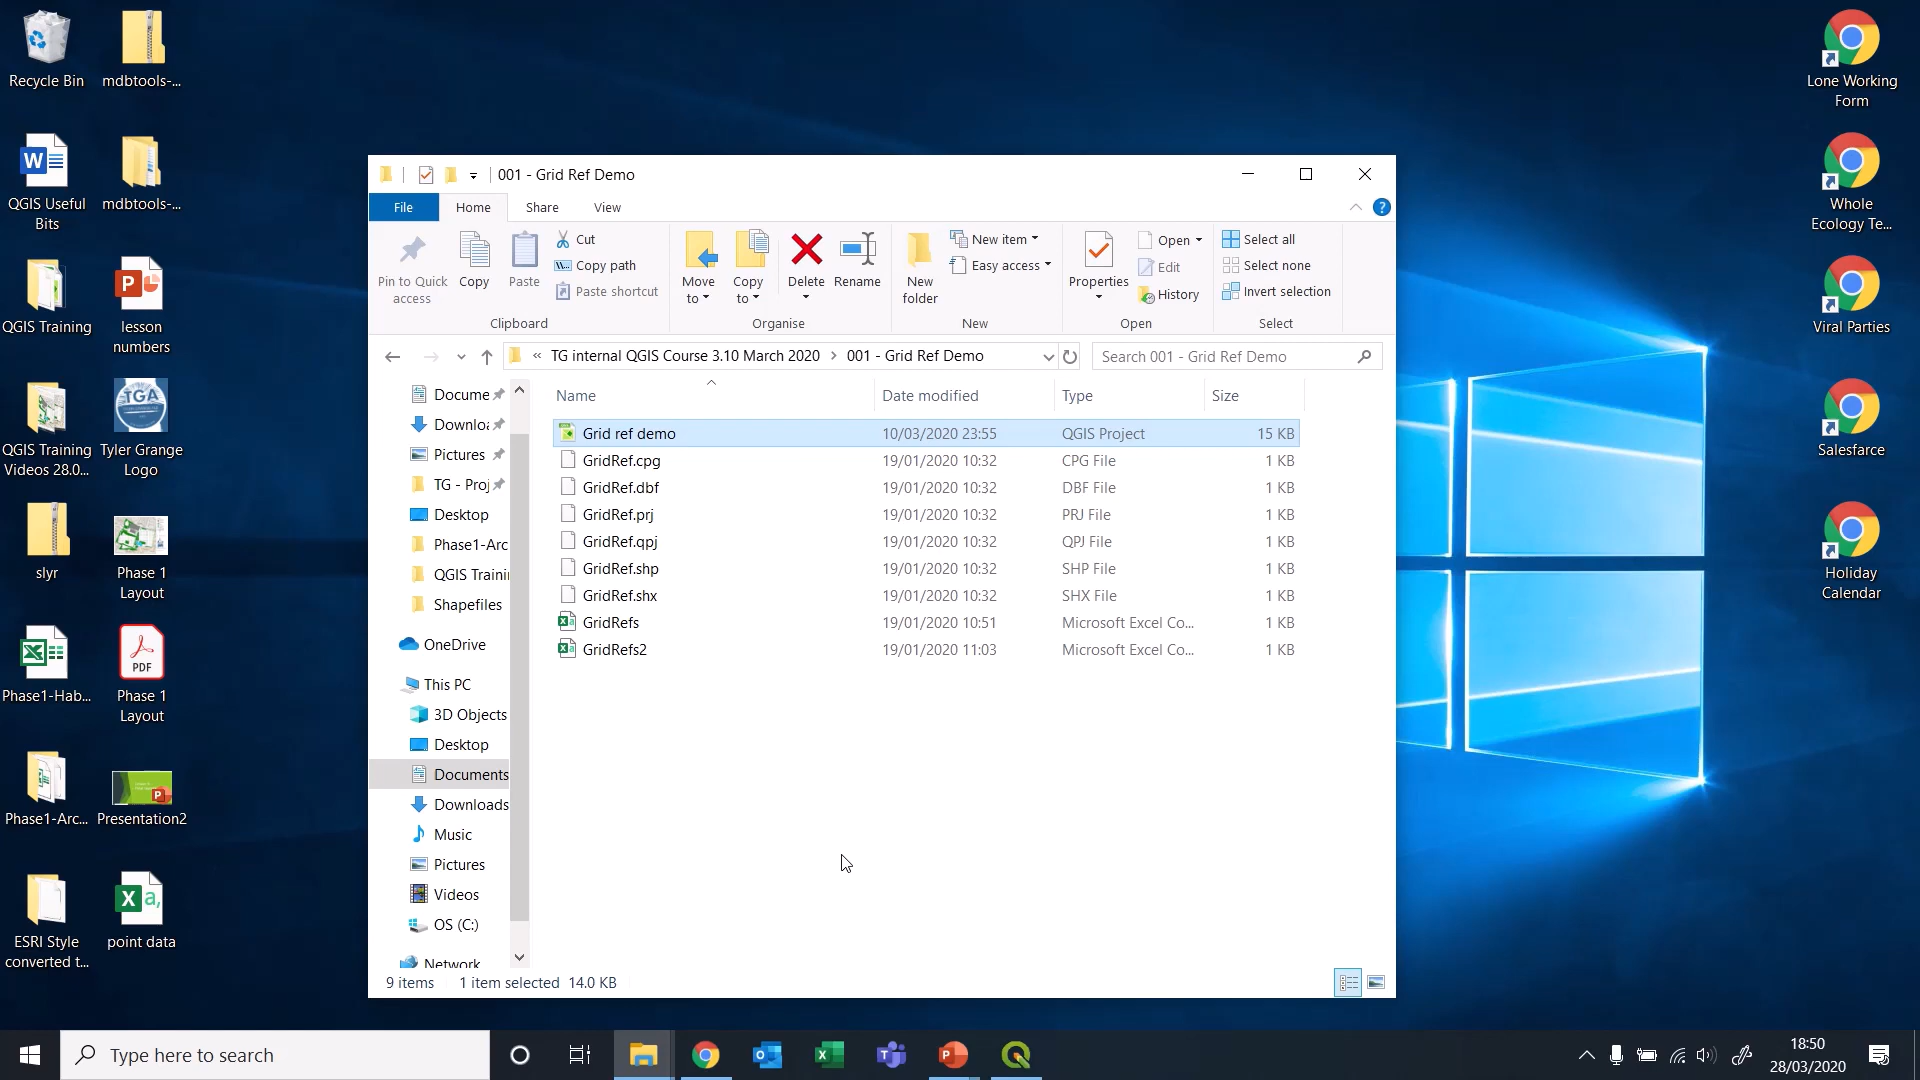 Recycle Bin
mdbtools-...
QGIS Useful
Bits
mdbtools-...
QGIS Training
lesson
numbers
QGIS Training
Videos 28.0...
TGA
Tyler Grange
Logo
slyr
Phase 1
Layout
Phase1-Hab...
PDF
Phase 1
Layout
Phase1-Arc...
Presentation2
ESRI Style
converted t...
point data
Lone Working
Form
Whole
Ecology Te...
Viral Parties
Salesfarce
Holiday
Calendar
001 - Grid Ref Demo
File Home Share View
Pin to Quick
access
Copy
Paste
Cut
Copy path
Paste shortcut
Clipboard
Move
to
Copy
to
Delete
Rename
Organise
New
folder
New item
Easy access
New
Properties
Open
Edit
History
Open
Select all
Select none
Invert selection
Select
« TG internal QGIS Course 3.10 March 2020 › 001 - Grid Ref Demo
Search 001 - Grid Ref Demo
Docume
Downloa
Pictures
TG - Proj
Desktop
Phase1-Arc
QGIS Traini
Shapefiles
OneDrive
This PC
3D Objects
Desktop
Documents
Downloads
Music
Pictures
Videos
OS (C:)
Network
Name Date modified Type Size
Grid ref demo 10/03/2020 23:55 QGIS Project 15 KB
GridRef.cpg 19/01/2020 10:32 CPG File 1 KB
GridRef.dbf 19/01/2020 10:32 DBF File 1 KB
GridRef.prj 19/01/2020 10:32 PRJ File 1 KB
GridRef.qpj 19/01/2020 10:32 QPJ File 1 KB
GridRef.shp 19/01/2020 10:32 SHP File 1 KB
GridRef.shx 19/01/2020 10:32 SHX File 1 KB
GridRefs 19/01/2020 10:51 Microsoft Excel Co... 1 KB
GridRefs2 19/01/2020 11:03 Microsoft Excel Co... 1 KB
9 items 1 item selected 14.0 KB
Type here to search
18:50
28/03/2020